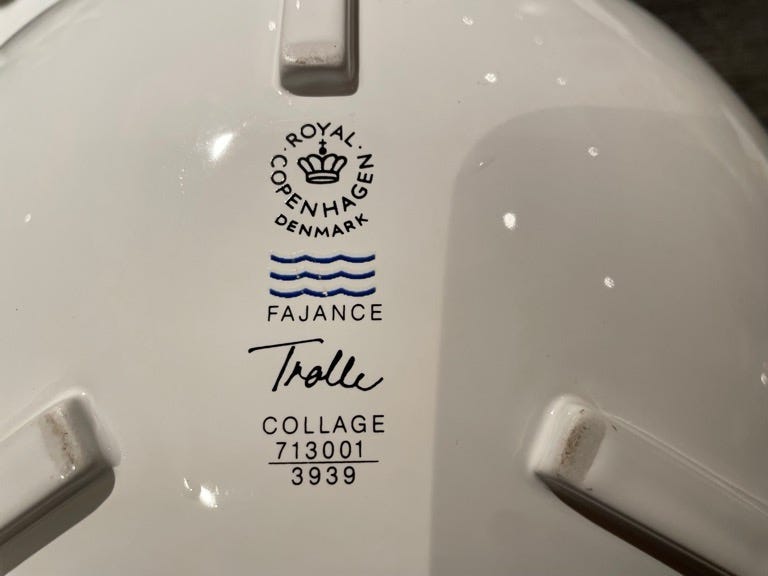 ROYAL
COPENHAGEN
DENMARK
FAJANCE
Trolle
COLLAGE
713001
3939